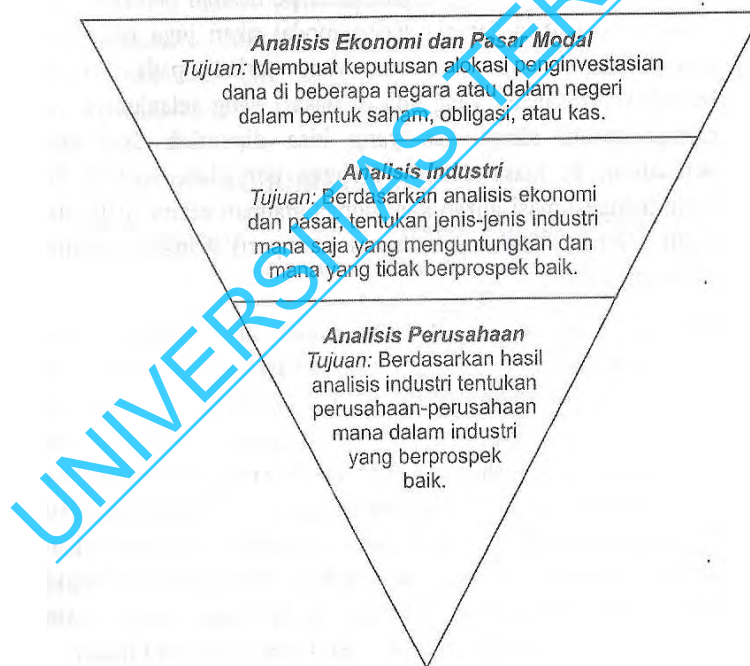 Analisis Ekonomi dan Pasar Modal
Tujuan: Membuat keputusan alokasi penginvestasian
dana di beberapa negara atau dalam negeri
dalam bentuk saham, obligasi, atau kas.
Analisis Industri
Tujuan: Berdasarkan analisis ekonomi
dan pasar, tentukan jenis-jenis industri
mana saja yang menguntungkan dan
mana yang tidak berprospek baik.
Analisis Perusahaan
Tujuan: Berdasarkan hasil
analisis industri tentukan
perusahaan-perusahaan
mana dalam industri
yang berprospek
baik.
UNIVERSITAS TER